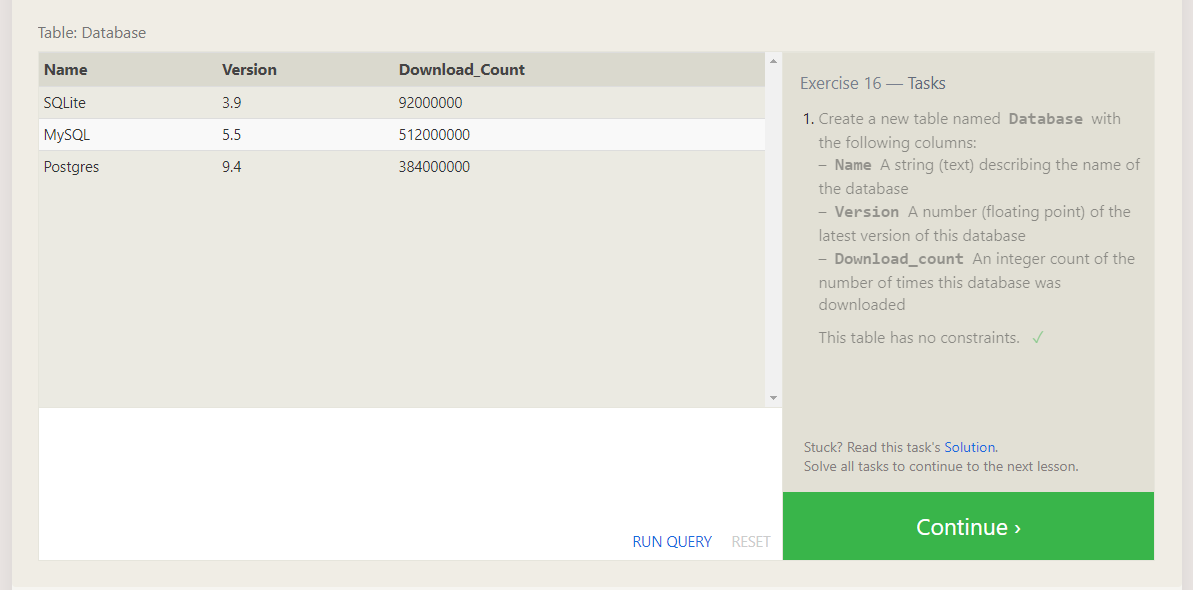 Table: Database
Name Version Download_Count
SQLite 3.9 92000000
MySQL 5.5 512000000
Postgres 9.4 384000000
RUN QUERY RESET
Exercise 16 — Tasks
1. Create a new table named Database with
the following columns:
– Name A string (text) describing the name of
the database
– Version A number (floating point) of the
latest version of this database
– Download_count An integer count of the
number of times this database was
downloaded
This table has no constraints. ✓
Stuck? Read this task's Solution.
Solve all tasks to continue to the next lesson.
Continue ›